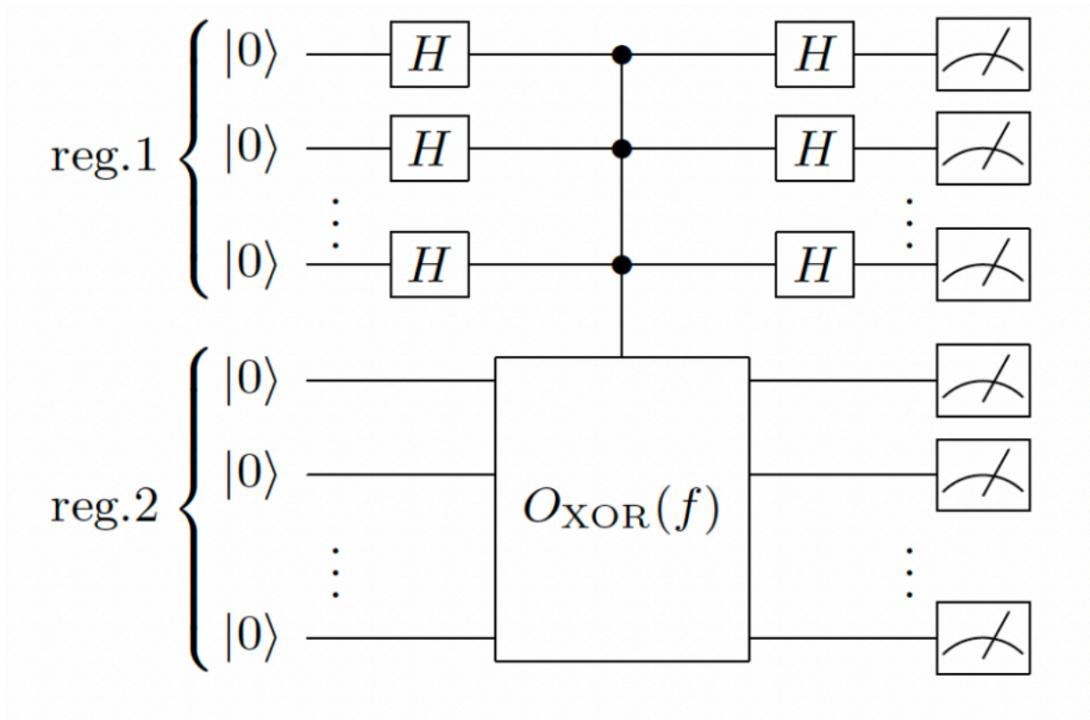 |0⟩ H H
reg.1 |0⟩ H H
⋮ ⋮
|0⟩ H H
|0⟩
|0⟩
reg.2 O_XOR(f)
⋮ ⋮
|0⟩